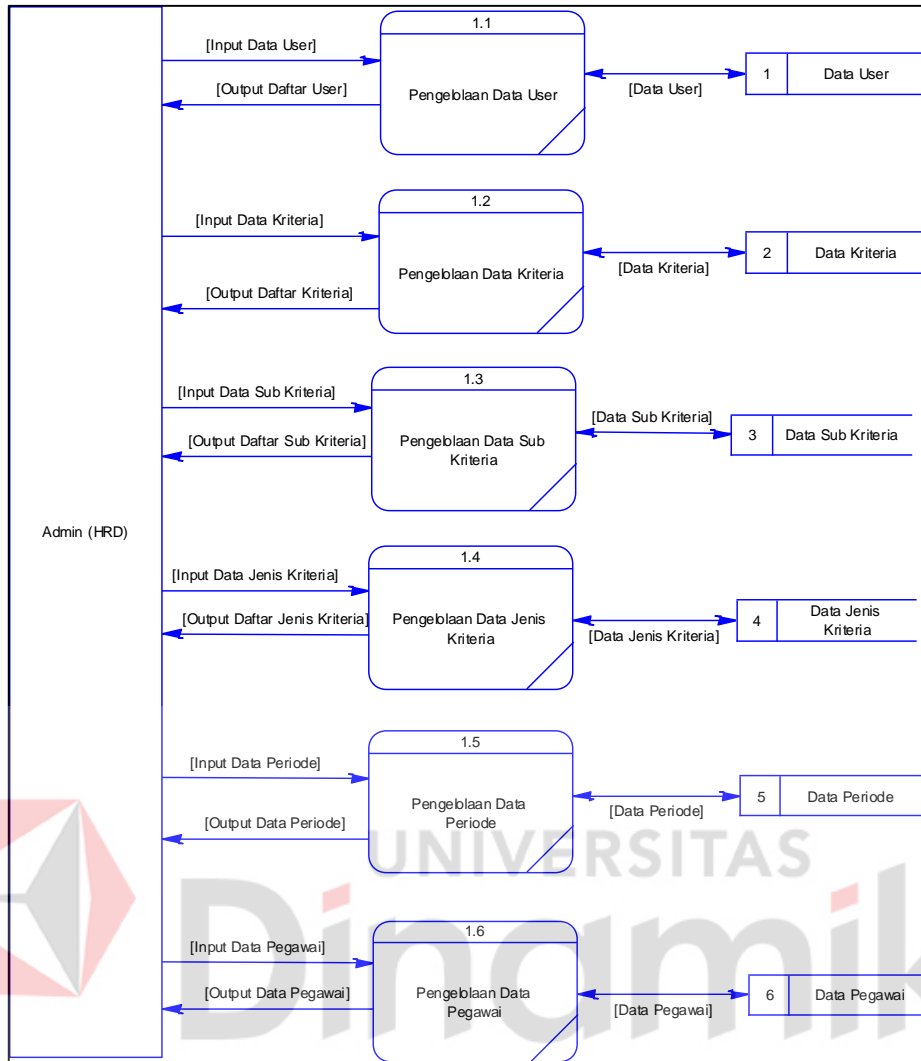 1.1
[Input Data User]
[Output Daftar User]
Pengelolaan Data User
[Data User]
1 Data User
1.2
[Input Data Kriteria]
[Output Daftar Kriteria]
Pengelolaan Data Kriteria
[Data Kriteria]
2 Data Kriteria
1.3
[Input Data Sub Kriteria]
[Output Daftar Sub Kriteria]
Pengelolaan Data Sub
Kriteria
[Data Sub Kriteria]
3 Data Sub Kriteria
Admin (HRD)
1.4
[Input Data Jenis Kriteria]
[Output Daftar Jenis Kriteria]
Pengelolaan Data Jenis
Kriteria
[Data Jenis Kriteria]
4 Data Jenis
Kriteria
1.5
[Input Data Periode]
[Output Data Periode]
Pengelolaan Data
Periode
[Data Periode]
5 Data Periode
UNIVERSITAS
Dinamik
1.6
[Input Data Pegawai]
[Output Data Pegawai]
Pengelolaan Data
Pegawai
[Data Pegawai]
6 Data Pegawai